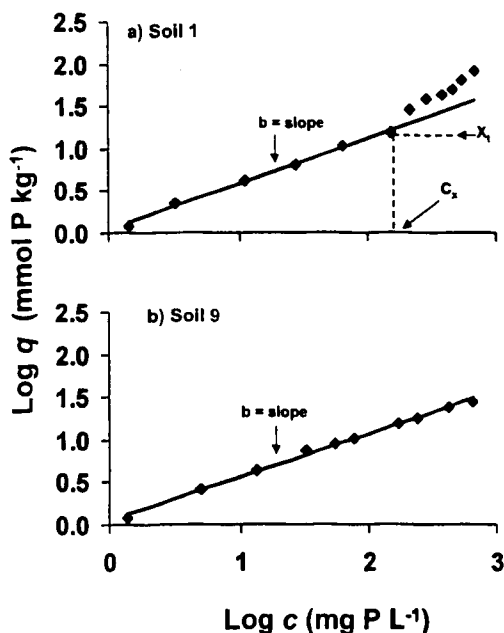 a) Soil 1
2.5
2.0
1.5
1.0
0.5
0.0
b = slope
X₁
Cₓ
Log q (mmol P kg⁻¹)
b) Soil 9
2.5
2.0
1.5
1.0
0.5
0.0
b = slope
0 1 2 3
Log c (mg P L⁻¹)